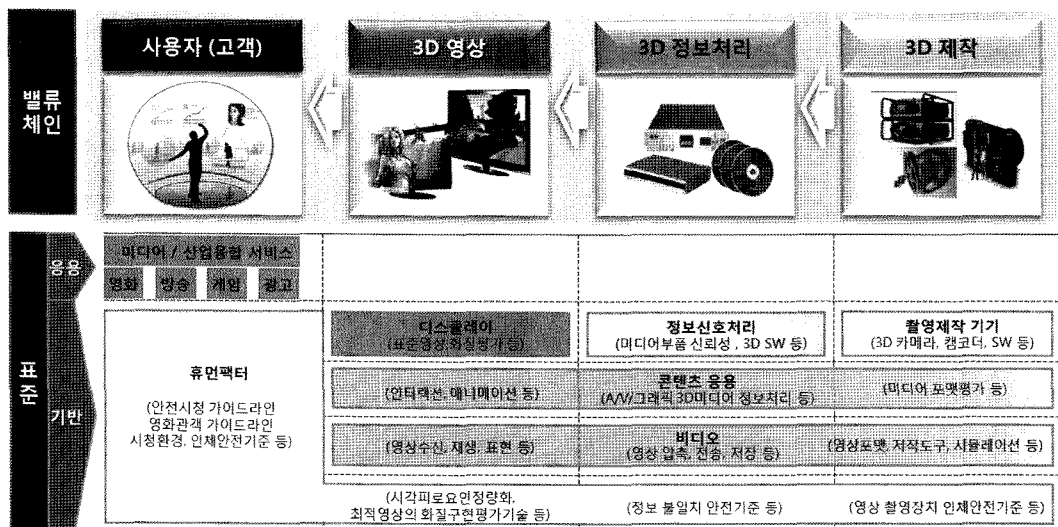 사용자 (고객)
3D 영상
3D 정보처리
3D 제작
밸류
체인
표
준
응용
미디어 / 산업융합 서비스
영화 방송 게임 광고
기반
휴먼팩터
(안전시청 가이드라인
영화관객 가이드라인
시청환경, 인체안전기준 등)
디스플레이
(표준영상,화질평가 등)
정보신호처리
(미디어부품 신뢰성 , 3D SW 등)
촬영제작 기기
(3D 카메라, 캠코더, SW 등)
콘텐츠 응용
(인터랙션, 애니메이션 등)
(A/V/그래픽 3D미디어 정보처리 등)
(미디어 포맷평가 등)
비디오
(영상수신, 재생, 표현 등)
(영상 압축, 전송, 저장 등)
(영상포맷, 저작도구, 시뮬레이션 등)
(시각피로요인정량화,
최적영상의 화질구현평가기술 등)
(정보 불일치 안전기준 등)
(영상 촬영장치 인체안전기준 등)